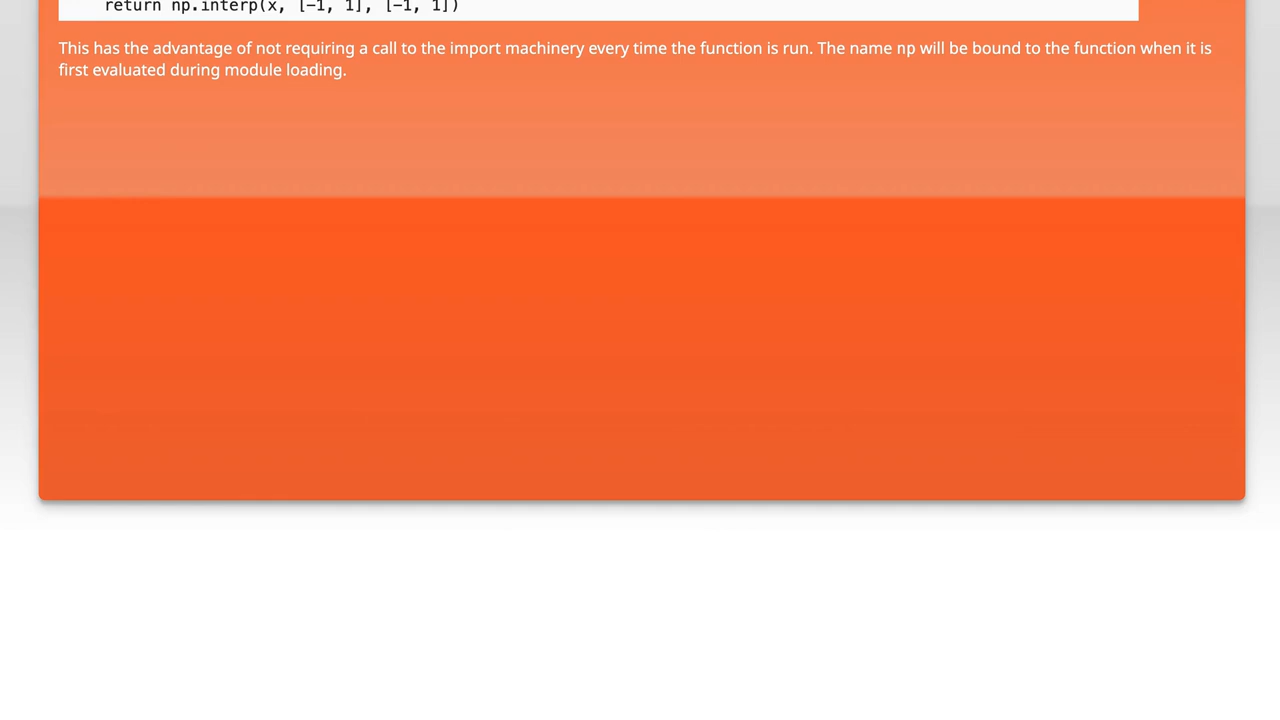 return np.interp(x, [-1, 1], [-1, 1])
This has the advantage of not requiring a call to the import machinery every time the function is run. The name np will be bound to the function when it is
first evaluated during module loading.